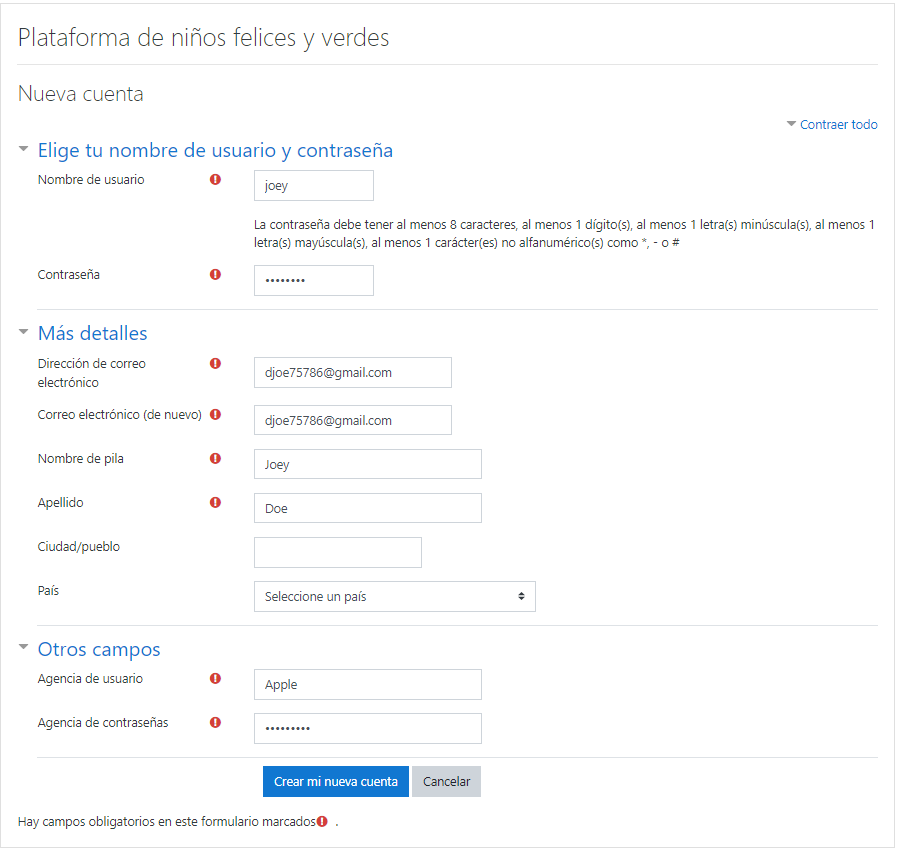 Plataforma de niños felices y verdes
Nueva cuenta
Contraer todo
Elige tu nombre de usuario y contraseña
Nombre de usuario
joey
La contraseña debe tener al menos 8 caracteres, al menos 1 dígito(s), al menos 1 letra(s) minúscula(s), al menos 1
letra(s) mayúscula(s), al menos 1 carácter(es) no alfanumérico(s) como *, - o #
Contraseña
••••••••
Más detalles
Dirección de correo
electrónico
djoe75786@gmail.com
Correo electrónico (de nuevo)
djoe75786@gmail.com
Nombre de pila
Joey
Apellido
Doe
Ciudad/pueblo
País
Seleccione un país
Otros campos
Agencia de usuario
Apple
Agencia de contraseñas
•••••••••
Crear mi nueva cuenta
Cancelar
Hay campos obligatorios en este formulario marcados .